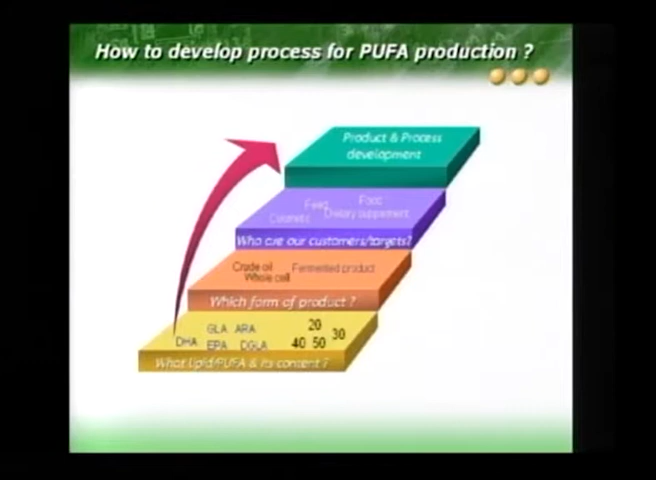 How to develop process for PUFA production ?
Product & Process
development
Feed Food
Cosmetic Dietary supplement
Who are our customers/targets?
Crude oil Fermented product
Whole cell
Which form of product ?
GLA ARA 20
DHA 30
EPA DGLA 40 50
What lipid/PUFA & its content ?